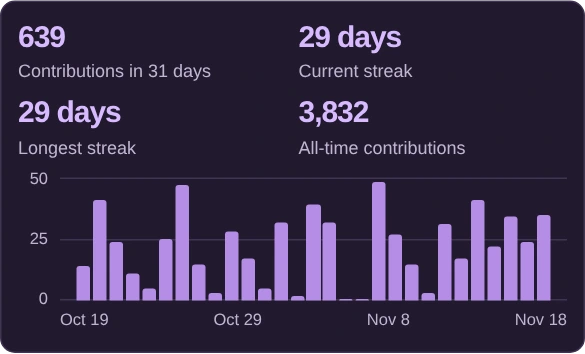 639
29 days
Contributions in 31 days
Current streak
29 days
3,832
Longest streak
All-time contributions
50
25
0
Oct 19
Oct 29
Nov 8
Nov 18